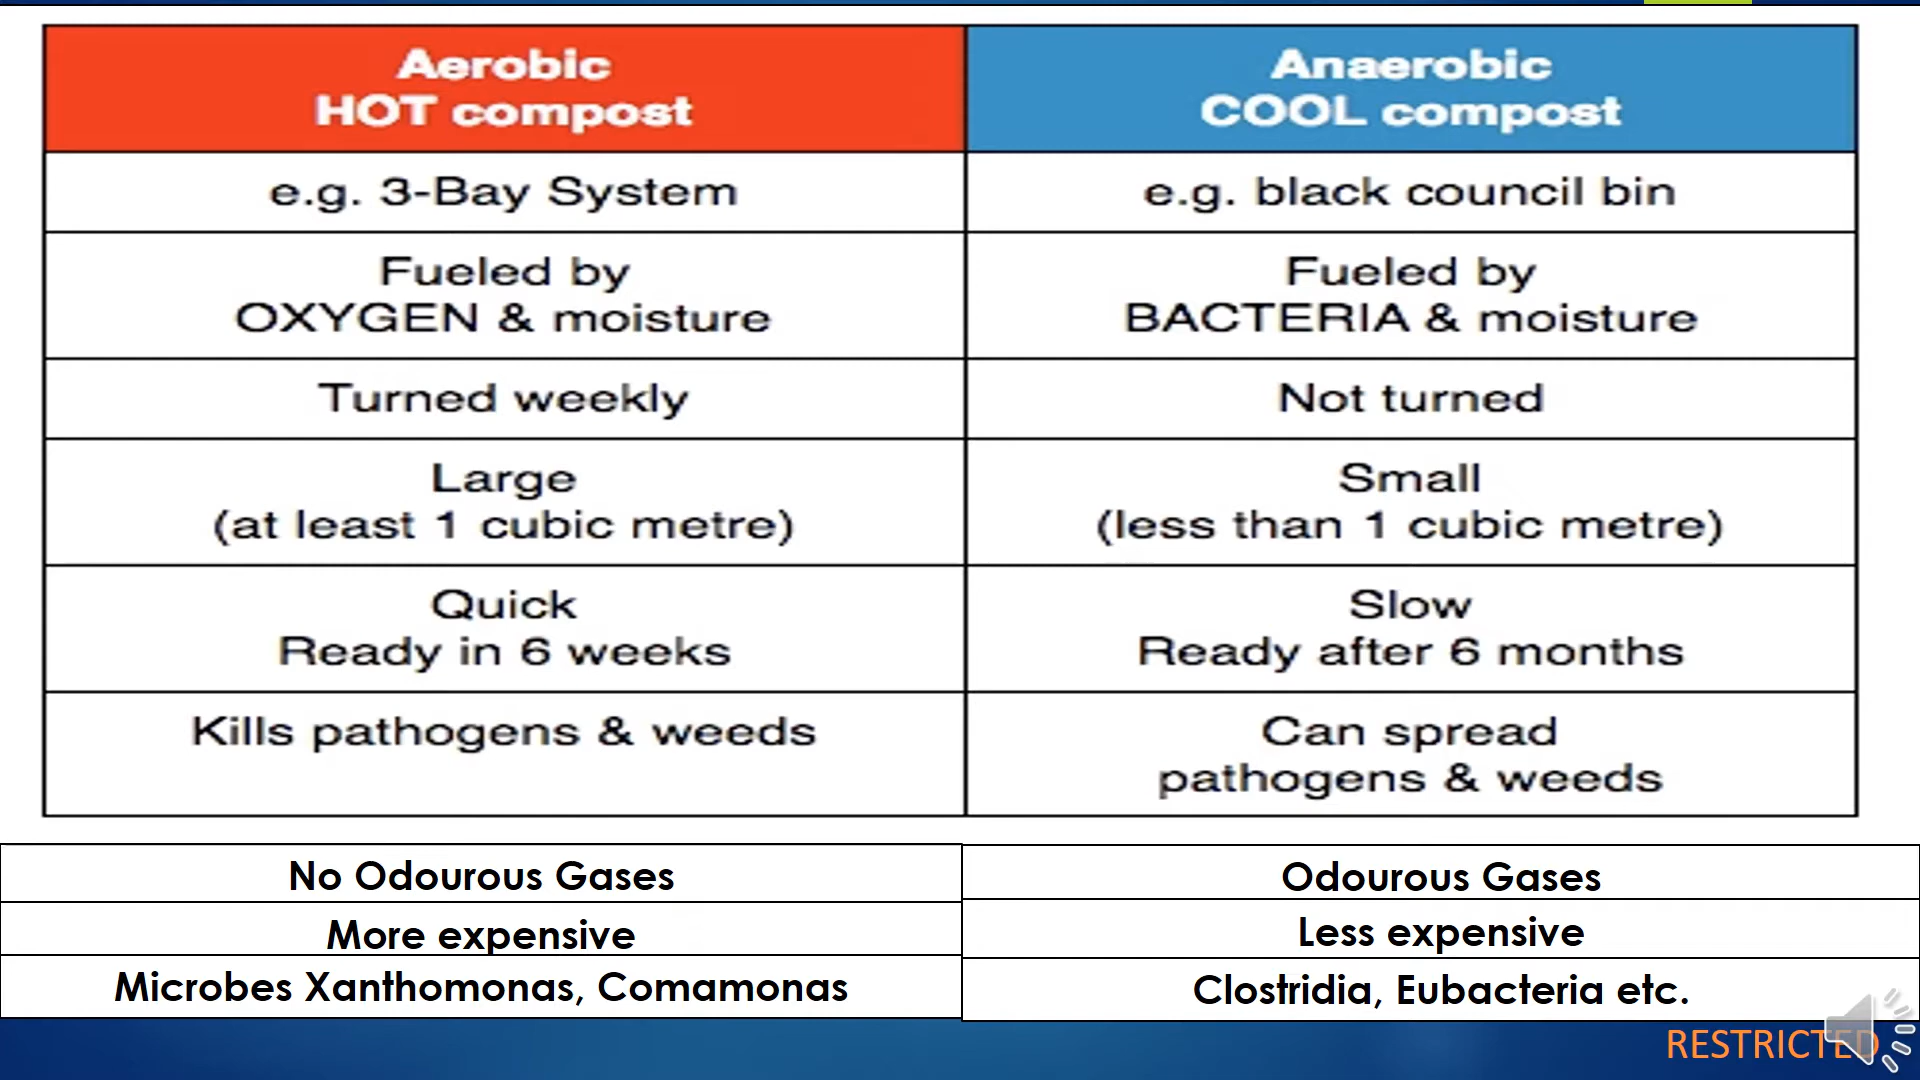 Aerobic
HOT compost
Anaerobic
COOL compost
e.g. 3-Bay System
e.g. black council bin
Fueled by
OXYGEN & moisture
Fueled by
BACTERIA & moisture
Turned weekly
Not turned
Large
(at least 1 cubic metre)
Small
(less than 1 cubic metre)
Quick
Ready in 6 weeks
Slow
Ready after 6 months
Kills pathogens & weeds
Can spread
pathogens & weeds
No Odourous Gases
Odourous Gases
More expensive
Less expensive
Microbes Xanthomonas, Comamonas
Clostridia, Eubacteria etc.
RESTRICTED